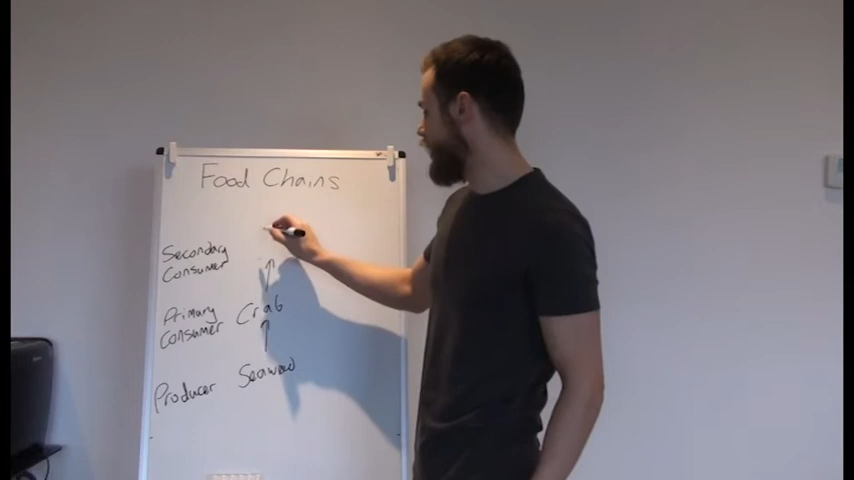 Food Chains
Secondary
Consumer
Primary
Consumer
Crab
Producer
Seaweed